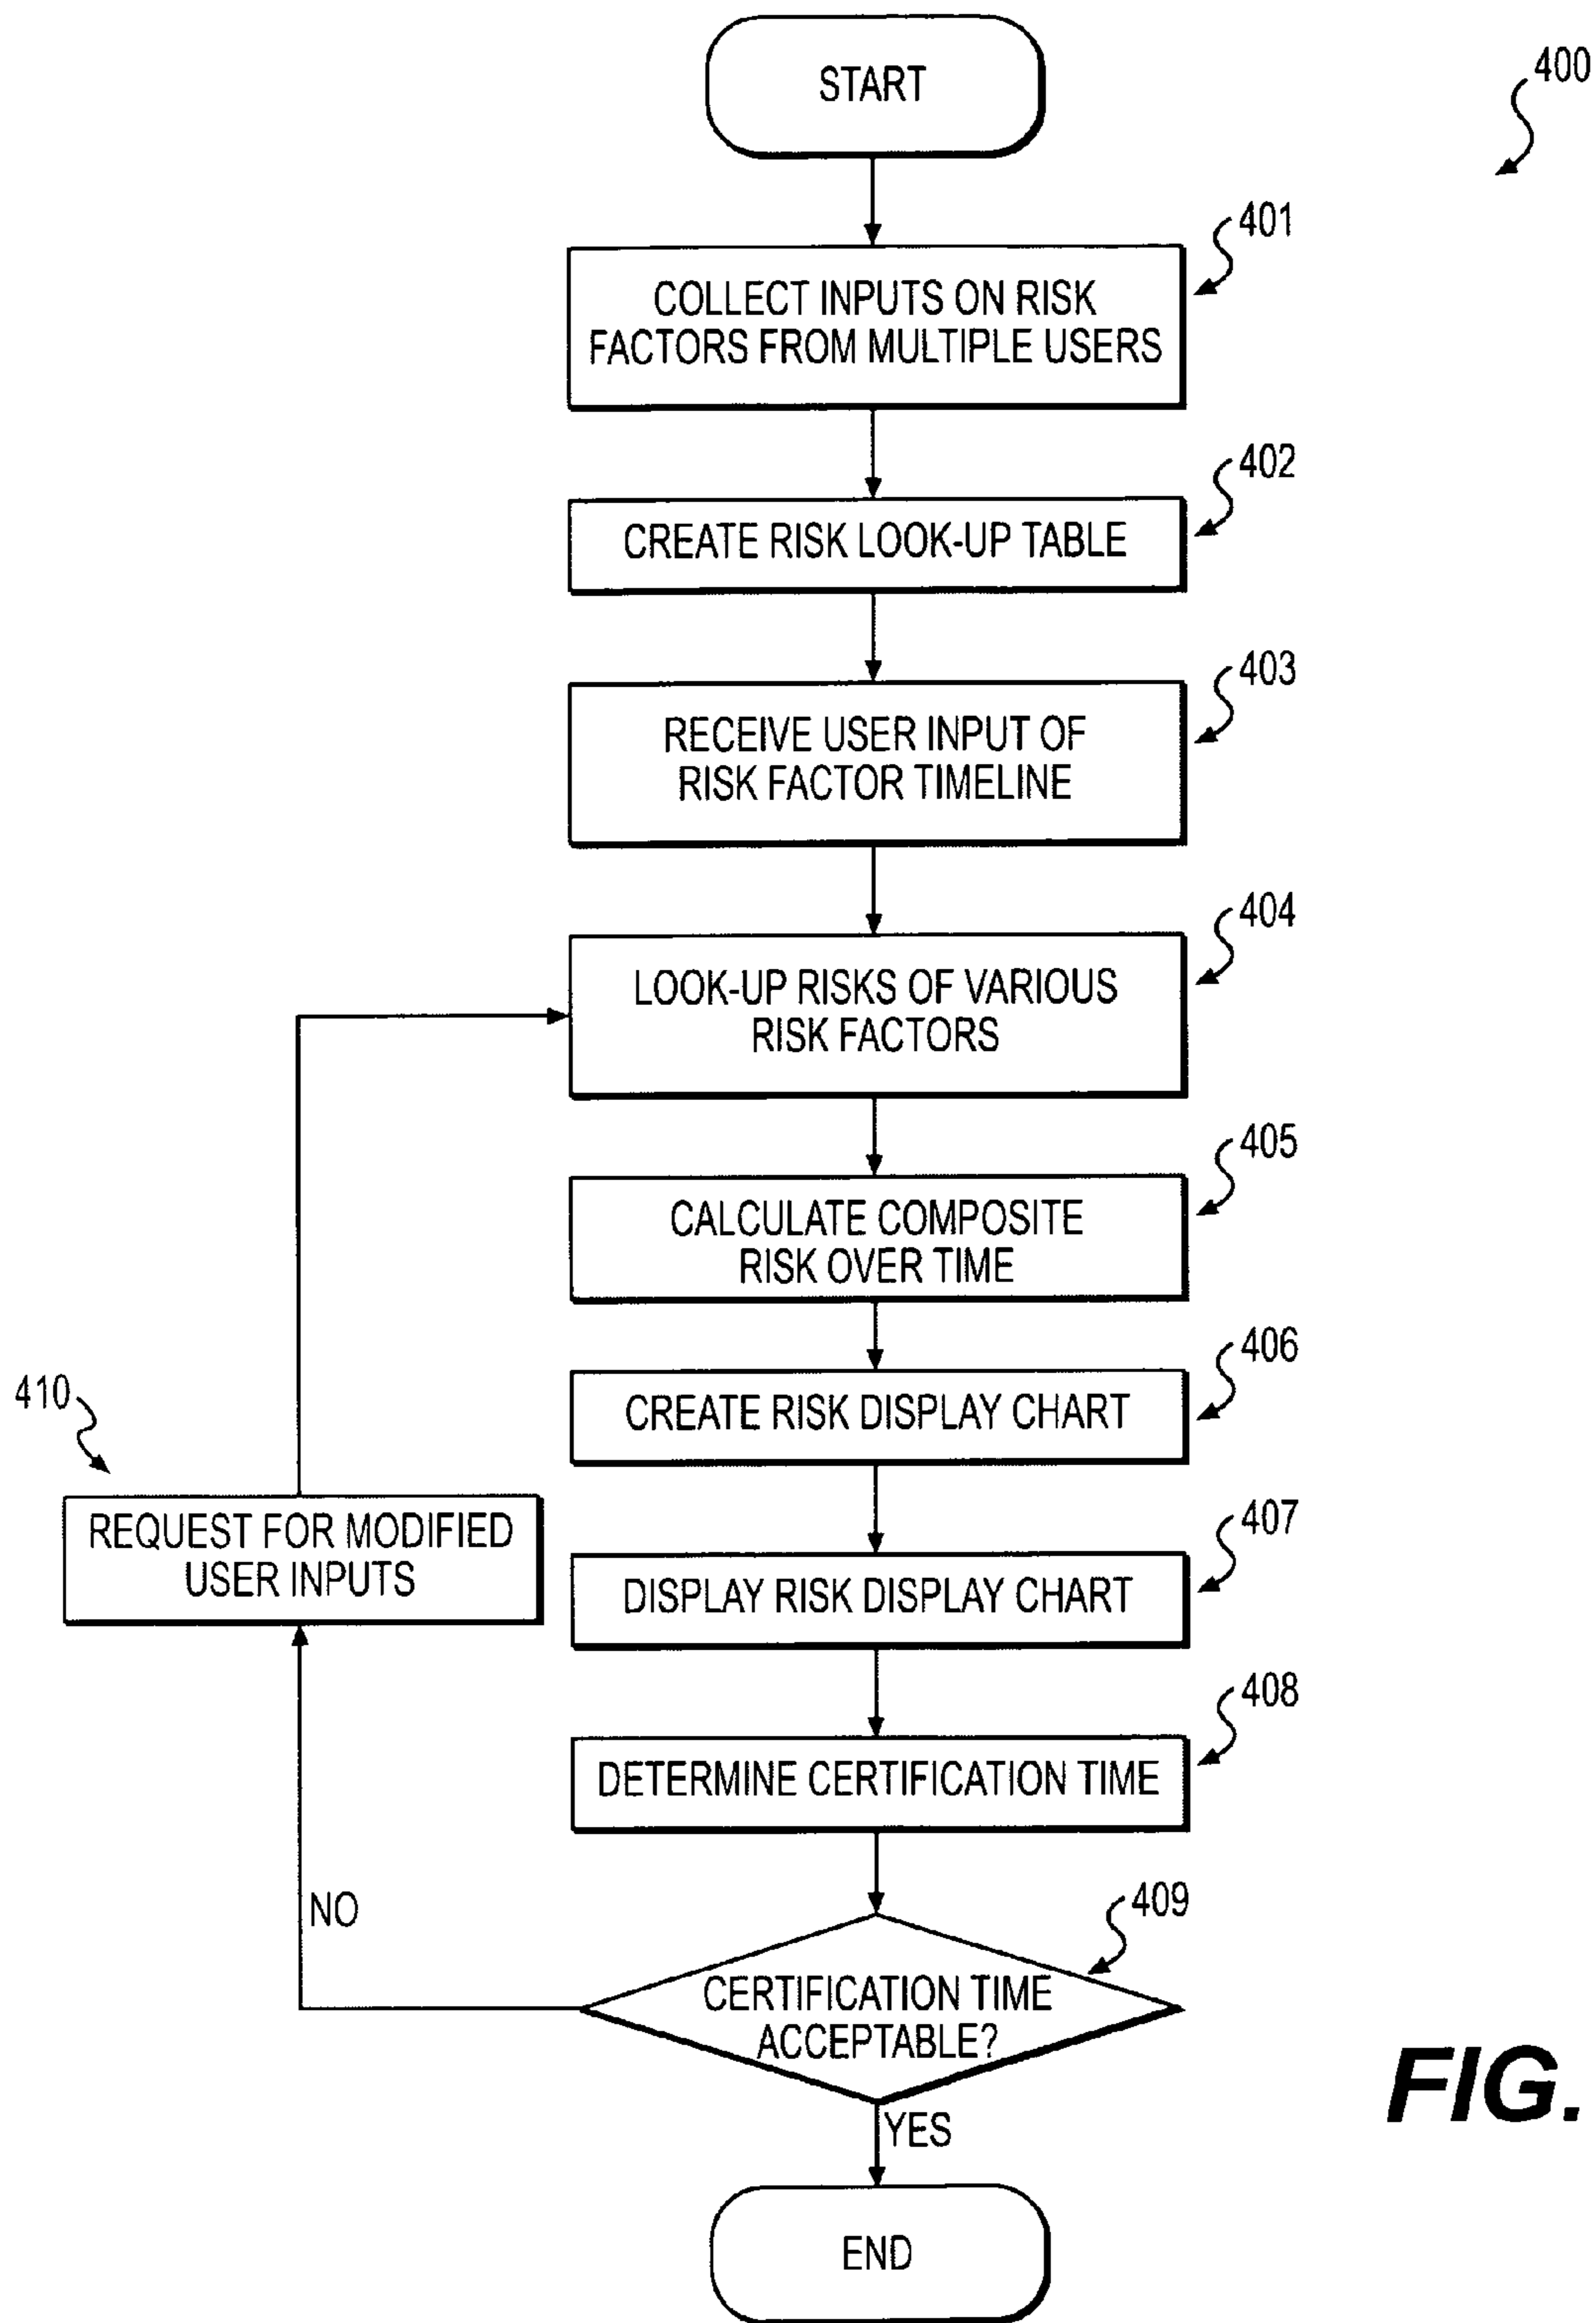 START
400
401
COLLECT INPUTS ON RISK
FACTORS FROM MULTIPLE USERS
402
CREATE RISK LOOK-UP TABLE
403
RECEIVE USER INPUT OF
RISK FACTOR TIMELINE
404
LOOK-UP RISKS OF VARIOUS
RISK FACTORS
405
CALCULATE COMPOSITE
RISK OVER TIME
406
CREATE RISK DISPLAY CHART
410
REQUEST FOR MODIFIED
USER INPUTS
407
DISPLAY RISK DISPLAY CHART
408
DETERMINE CERTIFICATION TIME
NO
409
CERTIFICATION TIME
ACCEPTABLE?
YES
FIG.
END